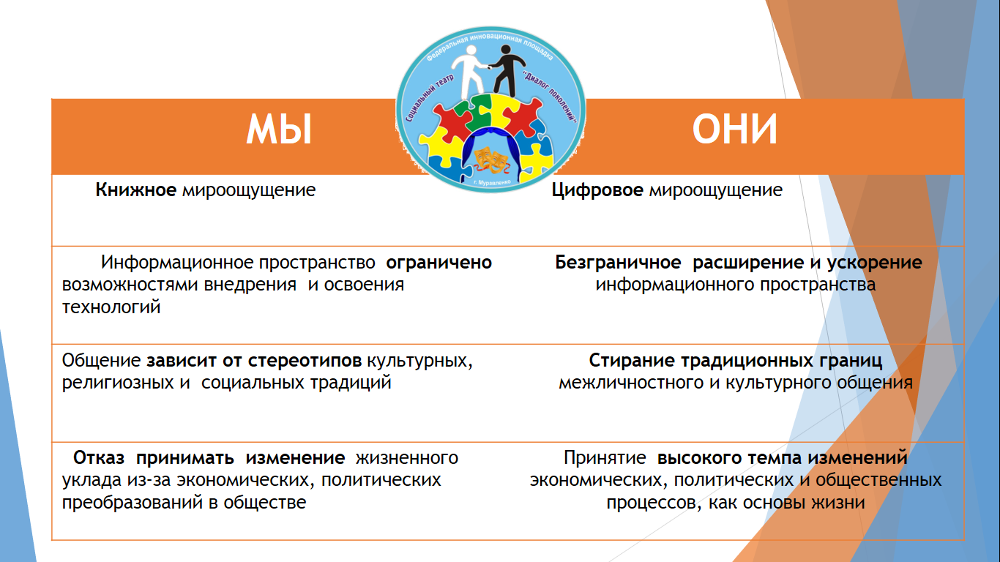 Федеральная инновационная площадка
Социальный театр
"Диалог поколений"
г. Муравленко
МЫ
ОНИ
Книжное мироощущение
Цифровое мироощущение
Информационное пространство ограничено
возможностями внедрения и освоения
технологий
Безграничное расширение и ускорение
информационного пространства
Общение зависит от стереотипов культурных,
религиозных и социальных традиций
Стирание традиционных границ
межличностного и культурного общения
Отказ принимать изменение жизненного
уклада из-за экономических, политических
преобразований в обществе
Принятие высокого темпа изменений
экономических, политических и общественных
процессов, как основы жизни